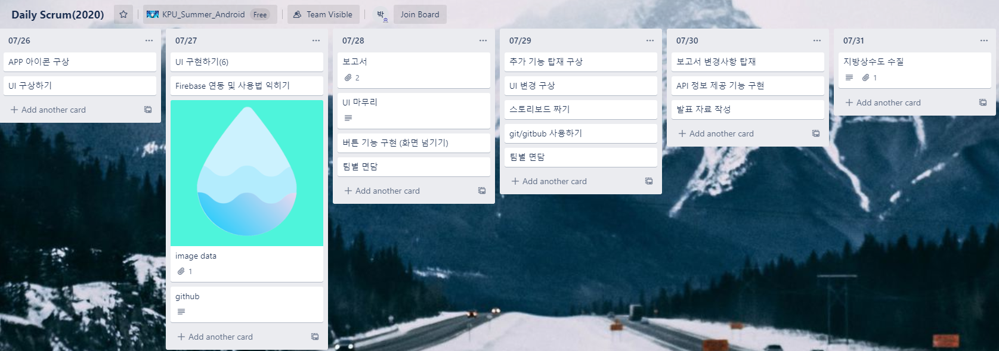 Daily Scrum(2020)
KPU_Summer_Android Free
Team Visible
박
Join Board
07/26
APP 아이콘 구상
UI 구상하기
Add another card
07/27
UI 구현하기(6)
Firebase 연동 및 사용법 익히기
image data
1
github
Add another card
07/28
보고서
2
UI 마무리
버튼 기능 구현 (화면 넘기기)
팀별 면담
Add another card
07/29
추가 기능 탑재 구상
UI 변경 구상
스토리보드 짜기
git/gitbub 사용하기
팀별 면담
Add another card
07/30
보고서 변경사항 탑재
API 정보 제공 기능 구현
발표 자료 작성
Add another card
07/31
지방상수도 수질
1
Add another card